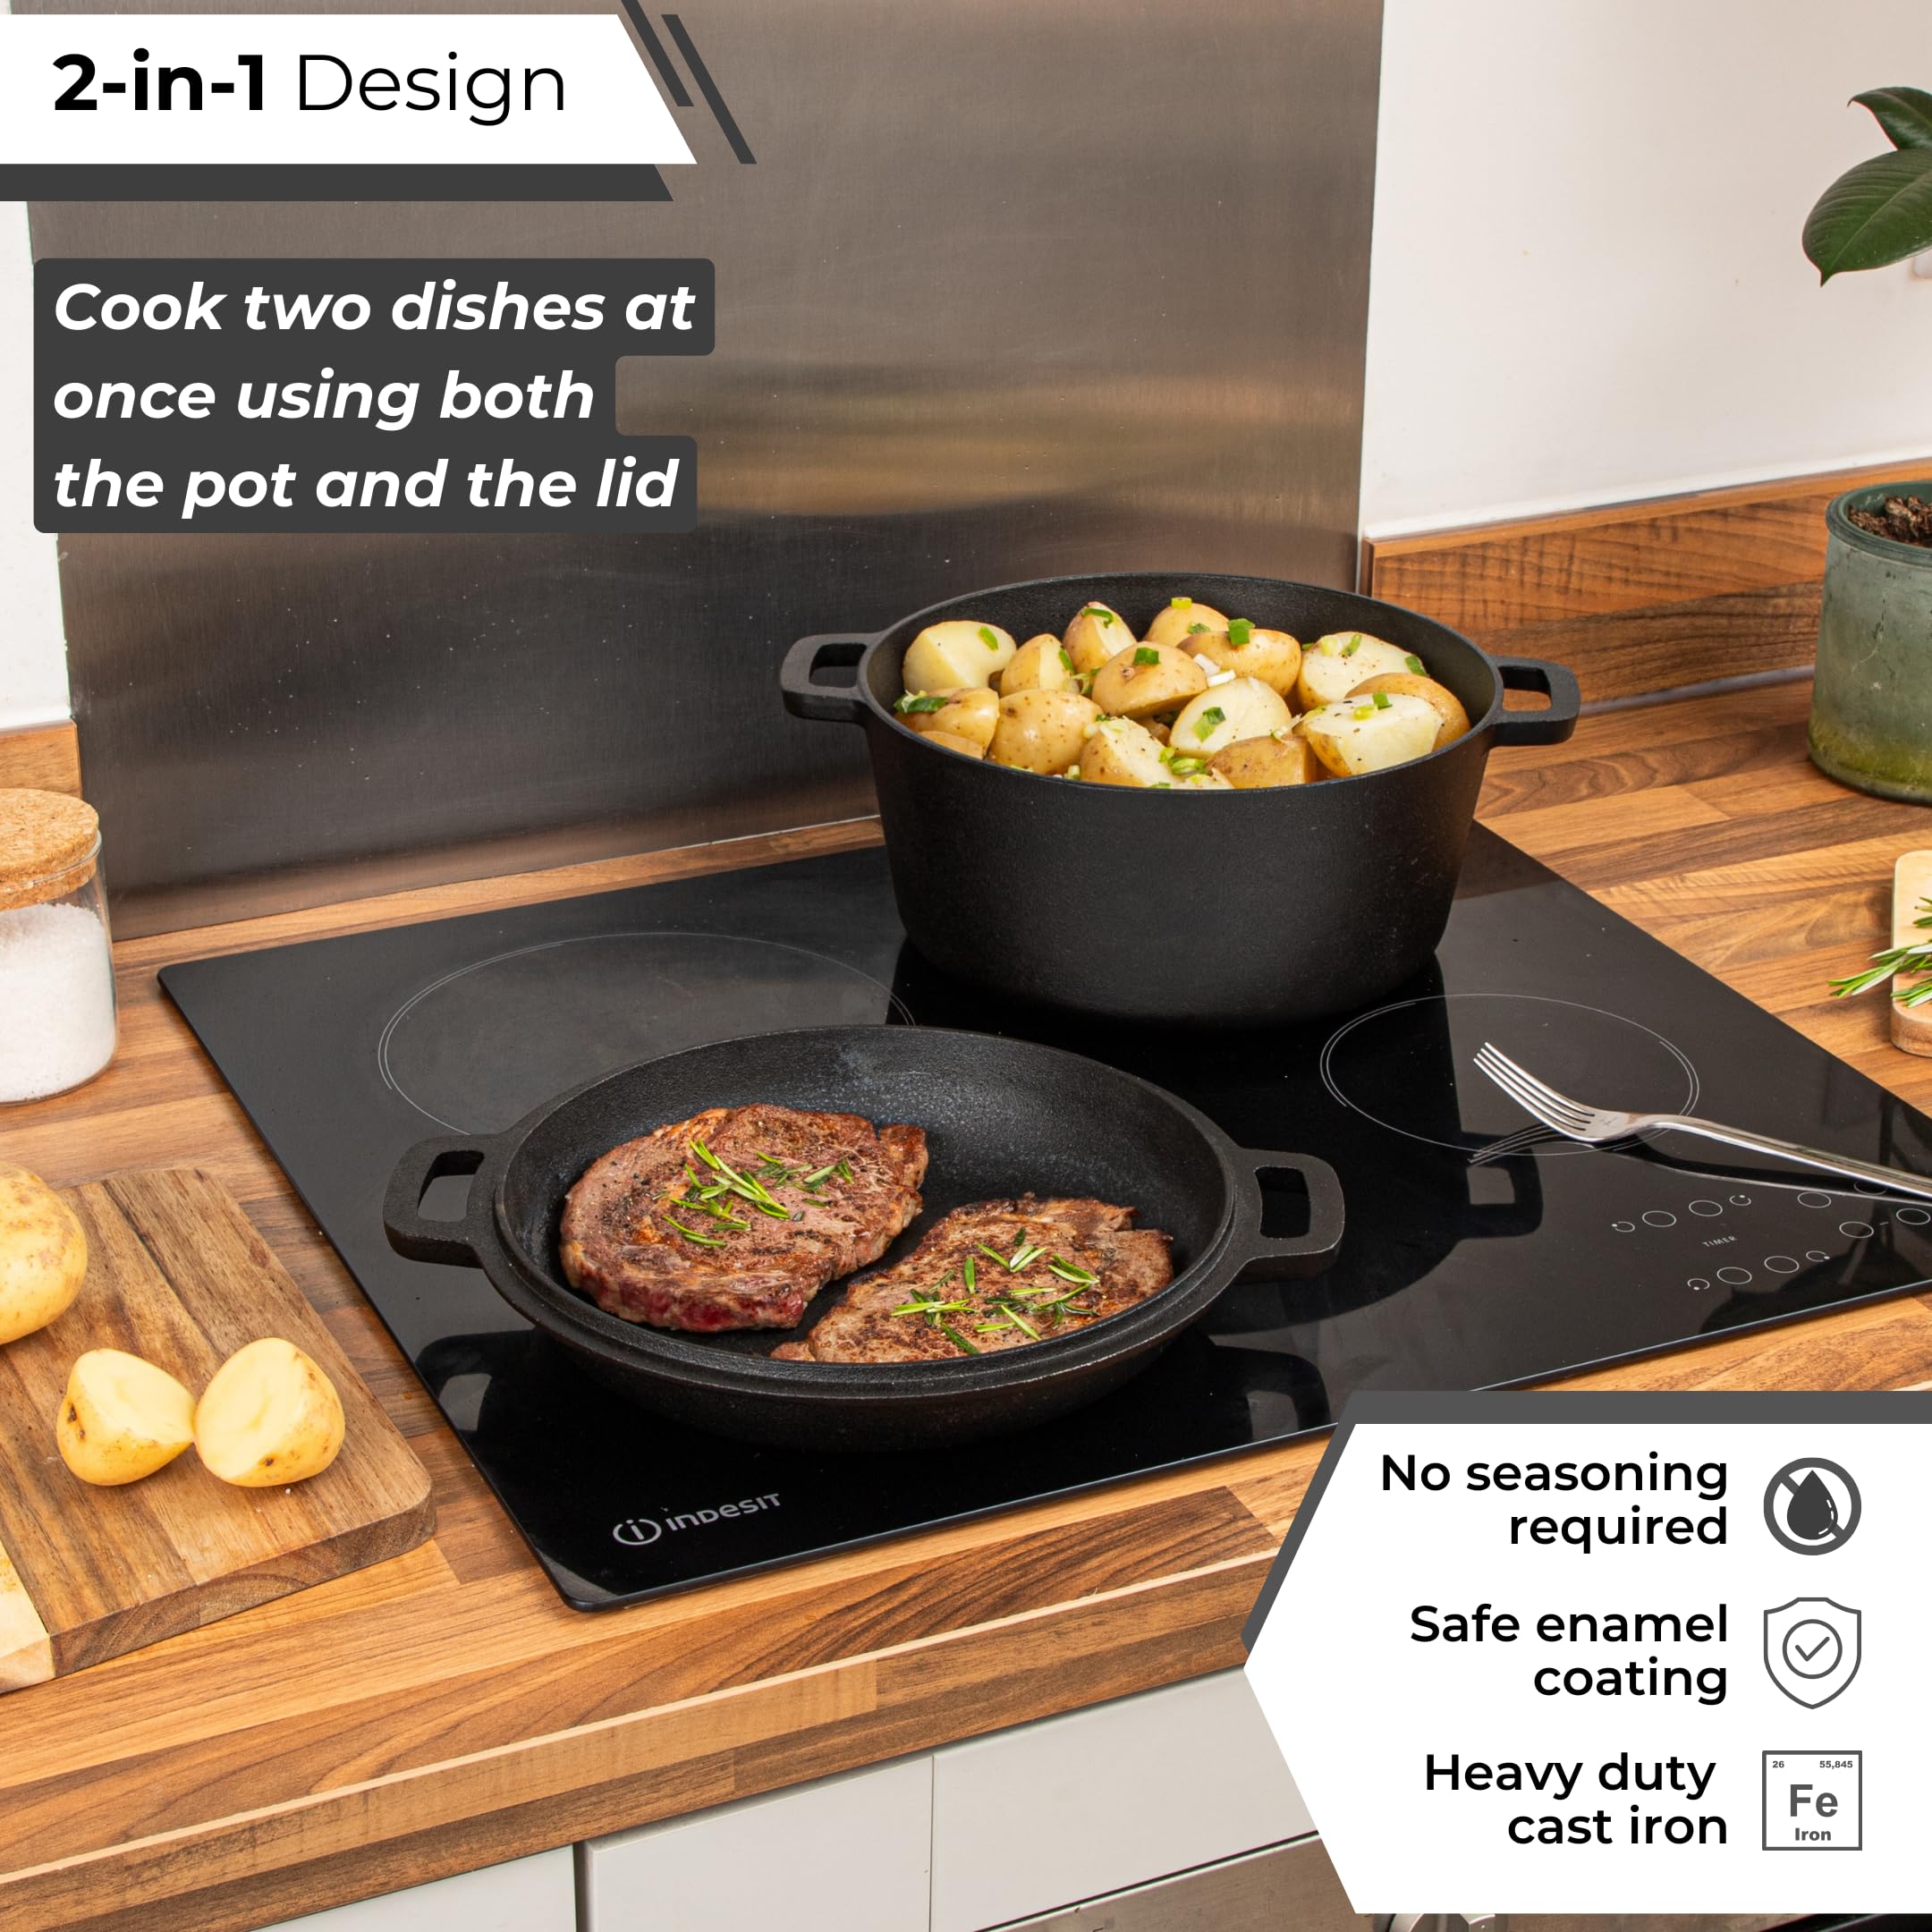 2-in-1 Design
Cook two dishes at
once using both
the pot and the lid
TIMER
INDESIT
No seasoning
required
Safe enamel
coating
Heavy duty
cast iron
26 55,845
Fe
Iron